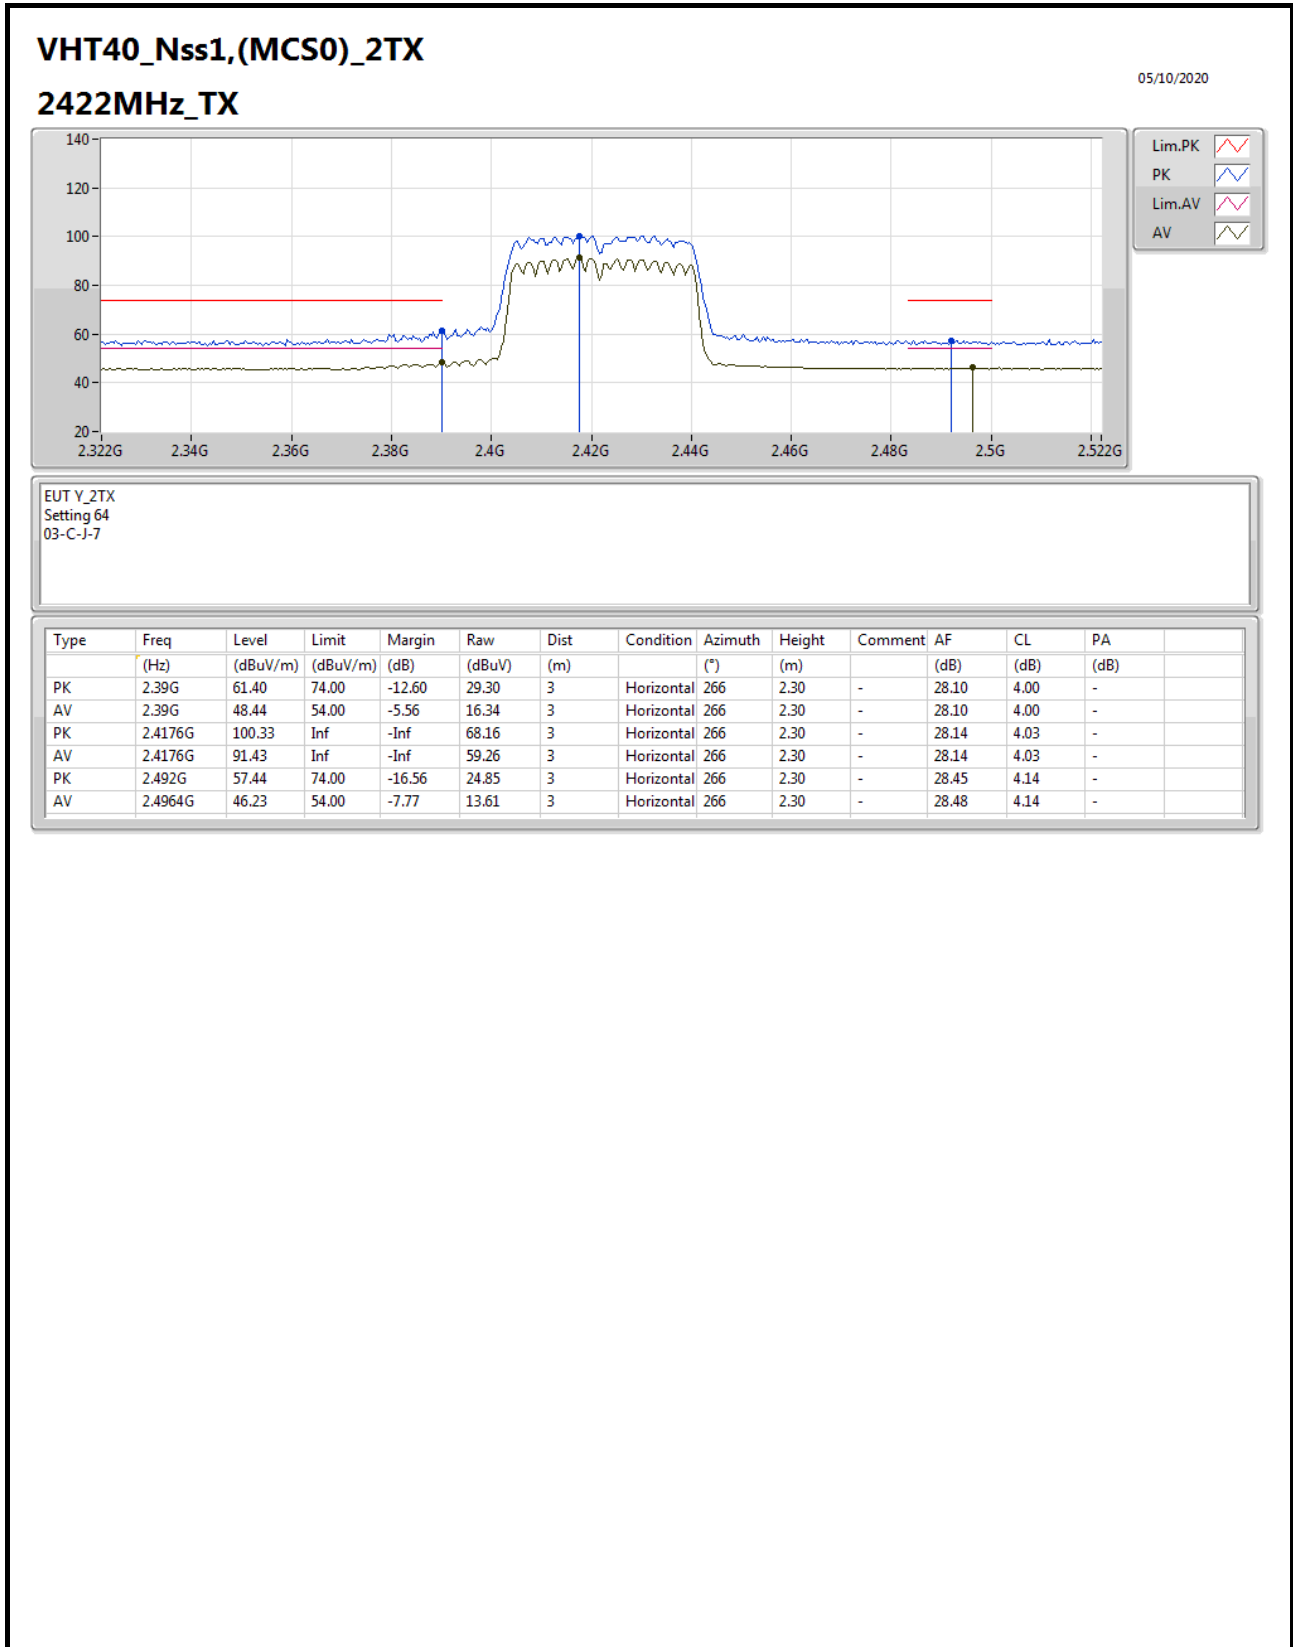 VHT40_Nss1,(MCS0)_2TX
05/10/2020
2422MHz_TX
140
120
100
80
60
40
20
2.322G 2.34G 2.36G 2.38G 2.4G 2.42G 2.44G 2.46G 2.48G 2.5G 2.522G
Lim.PK
PK
Lim.AV
AV
EUT Y_2TX
Setting 64
03-C-J-7
Type Freq Level Limit Margin Raw Dist Condition Azimuth Height Comment AF CL PA
(Hz) (dBuV/m) (dBuV/m) (dB) (dBuV) (m) (°) (m) (dB) (dB) (dB)
PK 2.39G 61.40 74.00 -12.60 29.30 3 Horizontal 266 2.30 - 28.10 4.00 -
AV 2.39G 48.44 54.00 -5.56 16.34 3 Horizontal 266 2.30 - 28.10 4.00 -
PK 2.4176G 100.33 Inf -Inf 68.16 3 Horizontal 266 2.30 - 28.14 4.03 -
AV 2.4176G 91.43 Inf -Inf 59.26 3 Horizontal 266 2.30 - 28.14 4.03 -
PK 2.492G 57.44 74.00 -16.56 24.85 3 Horizontal 266 2.30 - 28.45 4.14 -
AV 2.4964G 46.23 54.00 -7.77 13.61 3 Horizontal 266 2.30 - 28.48 4.14 -